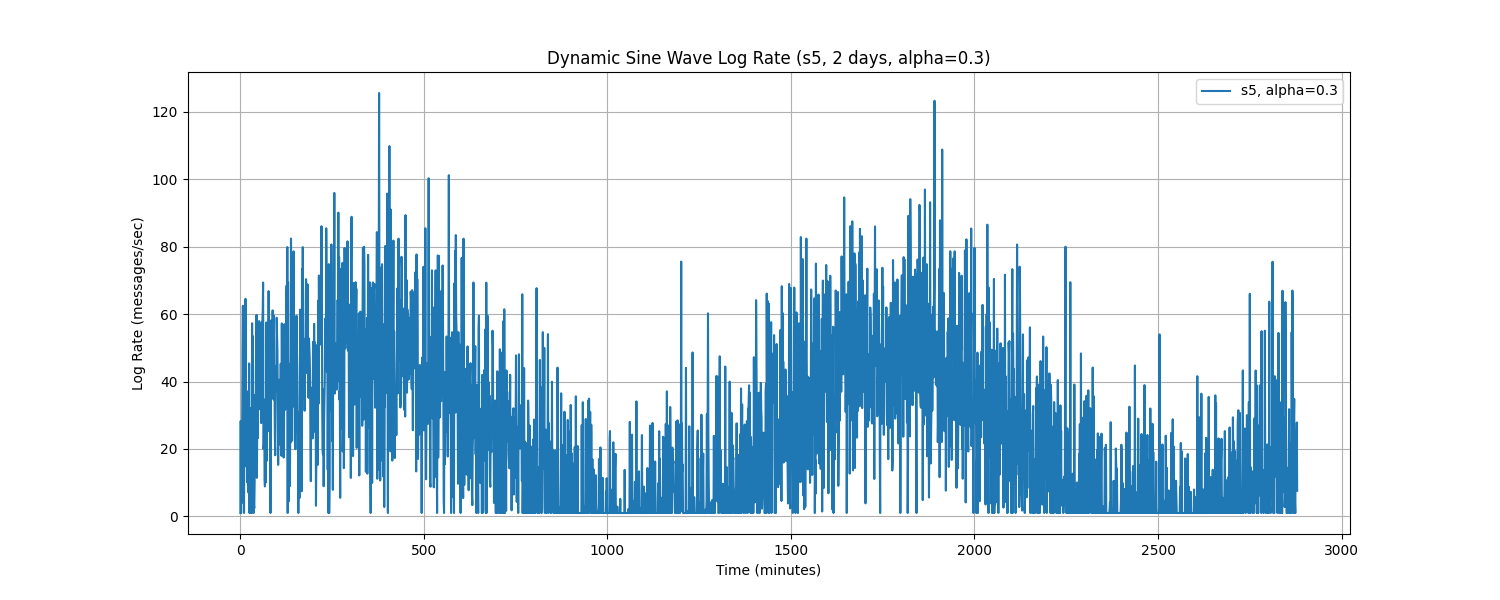 Dynamic Sine Wave Log Rate (s5, 2 days, alpha=0.3)
s5, alpha=0.3
Log Rate (messages/sec)
120
100
80
60
40
20
0
0 500 1000 1500 2000 2500 3000
Time (minutes)